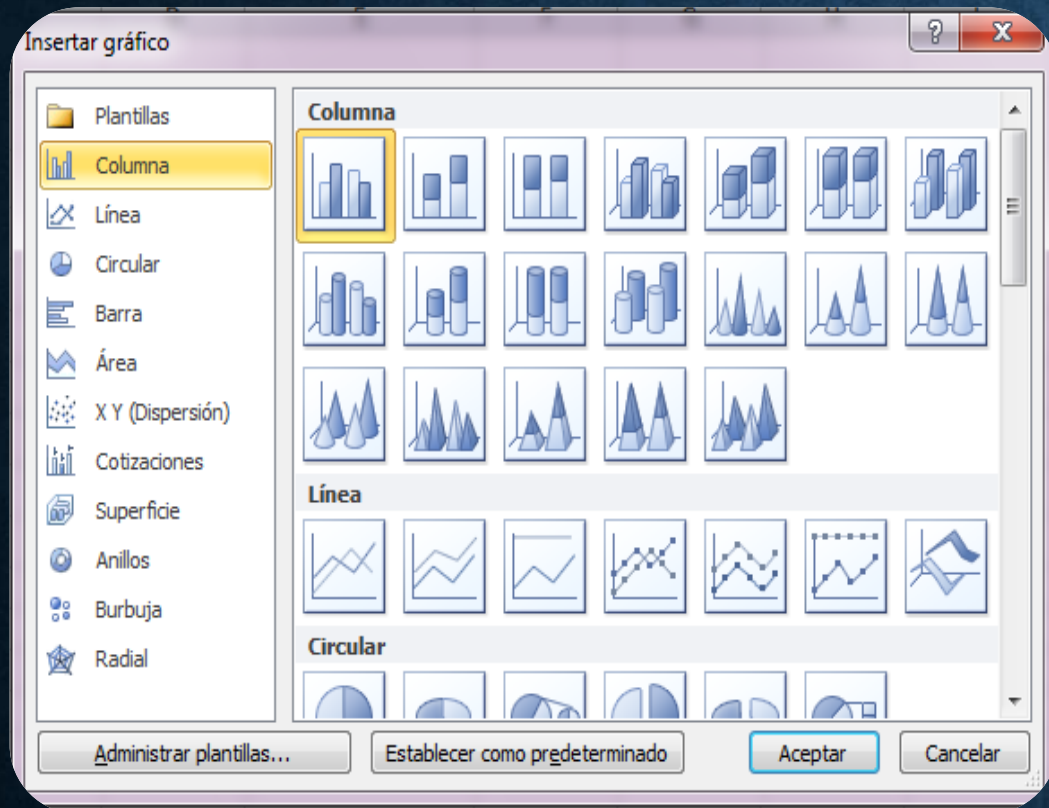 Insertar gráfico
Plantillas
Columna
Línea
Circular
Barra
Área
X Y (Dispersión)
Cotizaciones
Superficie
Anillos
Burbuja
Radial
Columna
Línea
Circular
Administrar plantillas...
Establecer como predeterminado
Aceptar
Cancelar